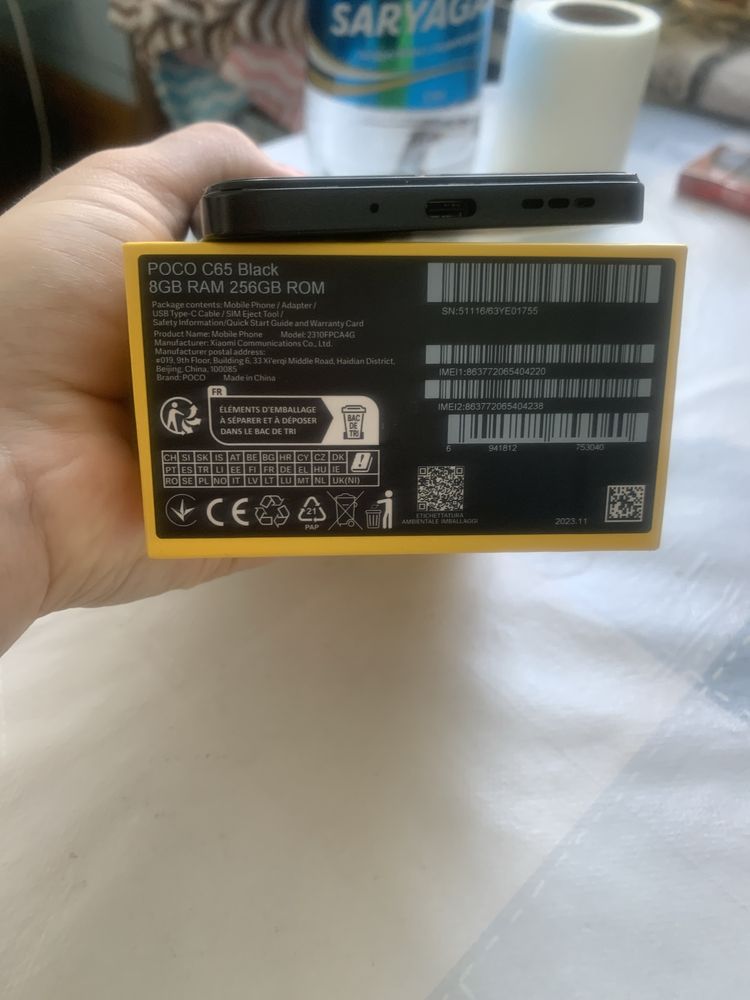 SARYAGA
POCO C65 Black
8GB RAM 256GB ROM
Package contents: Mobile Phone / Adapter /
USB Type-C Cable / SIM Eject Tool /
Safety Information/Quick Start Guide and Warranty Card
Product Name: Mobile Phone Model: 2310FPCA4G
Manufacturer: Xiaomi Communications Co., Ltd.
Manufacturer postal address:
#019, 9th Floor, Building 6, 33 Xi'erqi Middle Road, Haidian District,
Beijing, China, 100085
Brand: POCO Made in China
FR
ÉLÉMENTS D'EMBALLAGE
À SÉPARER ET À DÉPOSER
DANS LE BAC DE TRI
BAC
DE
TRI
CH SI SK IS AT BE BG HR CY CZ DK
PT ES TR LI EE FI FR DE EL HU IE
RO SE PL NO IT LV LT LU MT NL UK(NI)
CE
21
PAP
SN:51116/63YE01755
IMEI1:863772065404220
IMEI2:863772065404238
6 941812 753040
ETICHETTATURA
AMBIENTALE IMBALLAGGI
2023.11